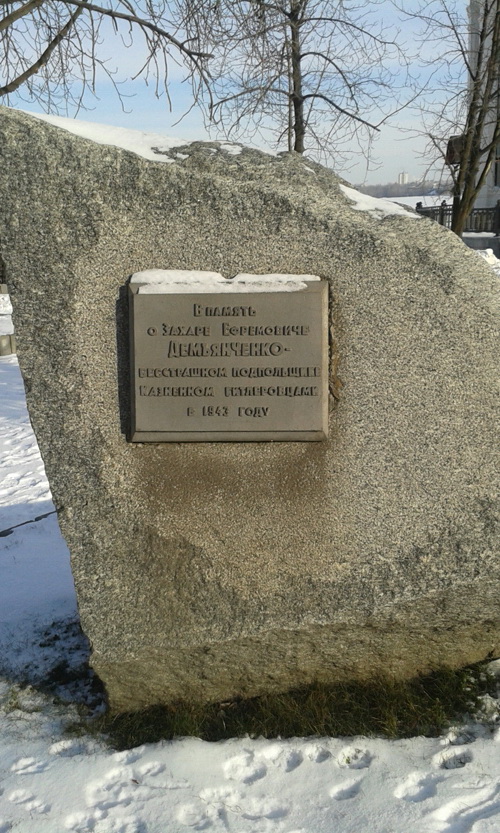 В память
о Захаре Ефремовиче
Демьянченко-
бесстрашном подпольщике
казненном гитлеровцами
в 1943 году